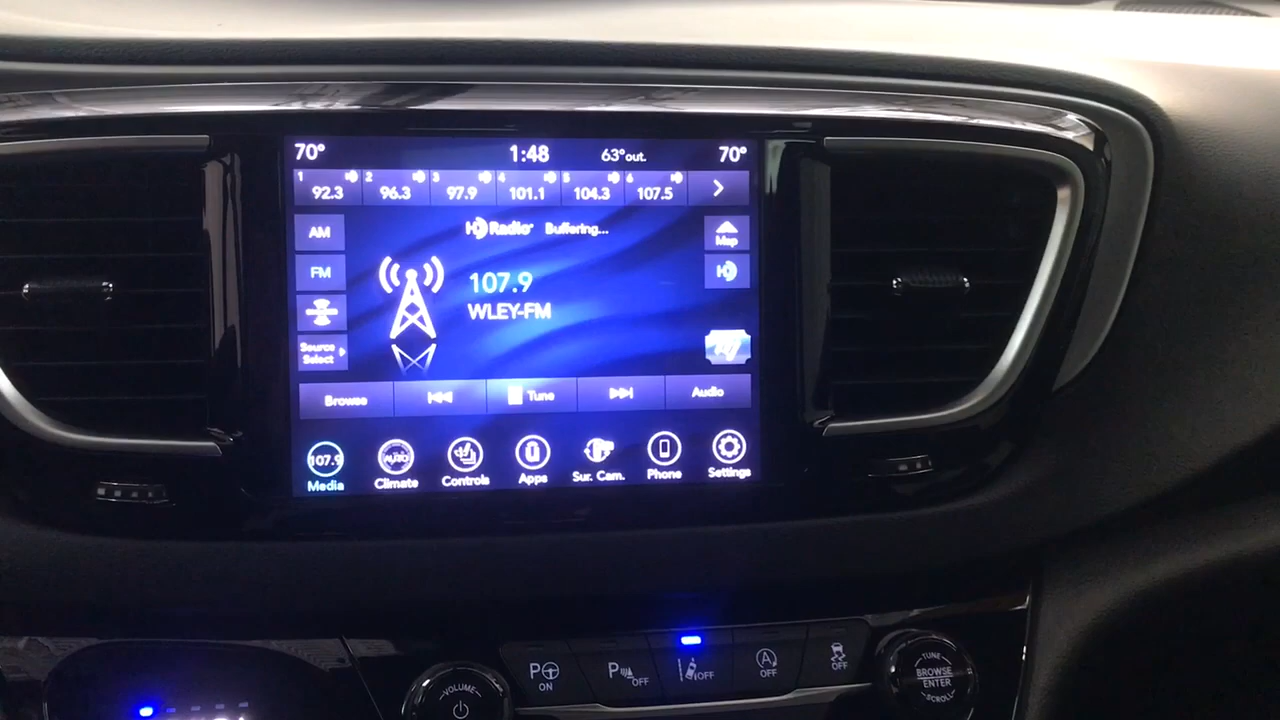 70° 1:48 63°out. 70°
1 2 3 4 5 6
92.3 96.3 97.9 101.1 104.3 107.5
AM HD Radio Buffering... Map
FM 107.9 HD
WLEY-FM
Source
Select
Browse Tune Audio
107.9 AUTO
Media Climate Controls Apps Sur. Cam. Phone Settings
VOLUME
P ON
P OFF
OFF
A OFF
OFF
TUNE
BROWSE
ENTER
SCROLL